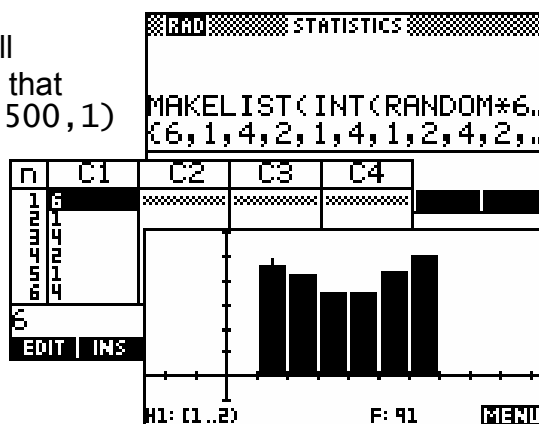 ll
that
500,1)
RAD STATISTICS
MAKELIST(INT(RANDOM*6…
{6,1,4,2,1,4,1,2,4,2,…
n C1 C2 C3 C4
1 6
2 1
3 4
4 2
5 1
6 4
6
EDIT INS
H1: [1..2) F: 91 MENU